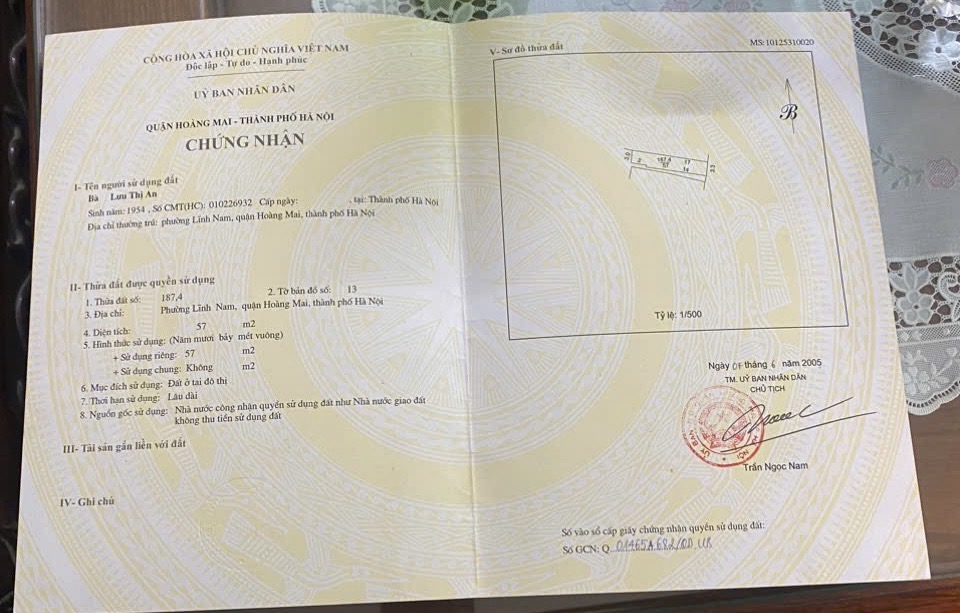 CỘNG HÒA XÃ HỘI CHỦ NGHĨA VIỆT NAM
Độc lập - Tự do - Hạnh phúc
UỶ BAN NHÂN DÂN
QUẬN HOÀNG MAI - THÀNH PHỐ HÀ NỘI
CHỨNG NHẬN
I- Tên người sử dụng đất
Bà Lưu Thị An
Sinh năm: 1954 , Số CMT(HC): 010226932 Cấp ngày: , tại: Thành phố Hà Nội
Địa chỉ thường trú: phường Lĩnh Nam, quận Hoàng Mai, thành phố Hà Nội
II- Thửa đất được quyền sử dụng
1. Thửa đất số: 187,4 2. Tờ bản đồ số: 13
3. Địa chỉ: Phường Lĩnh Nam, quận Hoàng Mai, thành phố Hà Nội
4. Diện tích: 57 m2
5. Hình thức sử dụng: (Năm mươi bảy mét vuông)
+ Sử dụng riêng: 57 m2
+ Sử dụng chung: Không m2
6. Mục đích sử dụng: Đất ở tại đô thị
7. Thời hạn sử dụng: Lâu dài
8. Nguồn gốc sử dụng: Nhà nước công nhận quyền sử dụng đất như Nhà nước giao đất
không thu tiền sử dụng đất
III- Tài sản gắn liền với đất
IV- Ghi chú
V- Sơ đồ thửa đất
MS: 10125310020
B
187,4
57
17
2
14
3.0
3.3
Tỷ lệ: 1/500
Ngày tháng 6 năm 2005
TM. UỶ BAN NHÂN DÂN
CHỦ TỊCH
Trần Ngọc Nam
Số vào sổ cấp giấy chứng nhận quyền sử dụng đất:
Số GCN: Q